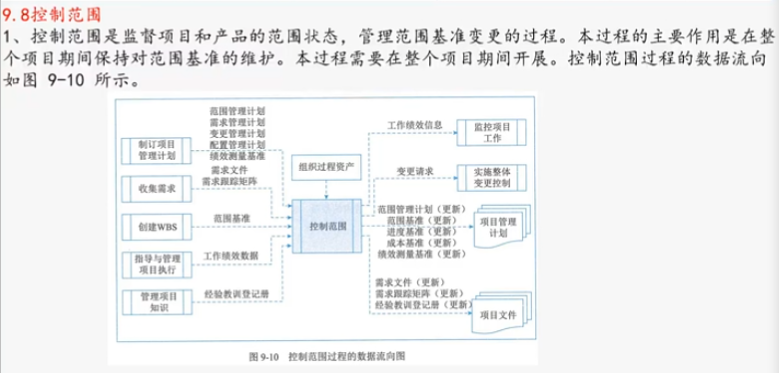 9.8控制范围
1、控制范围是监督项目和产品的范围状态，管理范围基准变更的过程。本过程的主要作用是在整
个项目期间保持对范围基准的维护。本过程需要在整个项目期间开展。控制范围过程的数据流向
如图 9-10 所示。
制订项目
管理计划
范围管理计划
需求管理计划
变更管理计划
配置管理计划
绩效测量基准
收集需求
需求文件
需求跟踪矩阵
创建WBS
范围基准
指导与管理
项目执行
工作绩效数据
管理项目
知识
经验教训登记册
组织过程资产
控制范围
工作绩效信息
监控项目
工作
变更请求
实施整体
变更控制
范围管理计划（更新）
范围基准（更新）
进度基准（更新）
成本基准（更新）
绩效测量基准（更新）
项目管理
计划
需求文件（更新）
需求跟踪矩阵（更新）
经验教训登记册（更新）
项目文件
图 9-10 控制范围过程的数据流向图